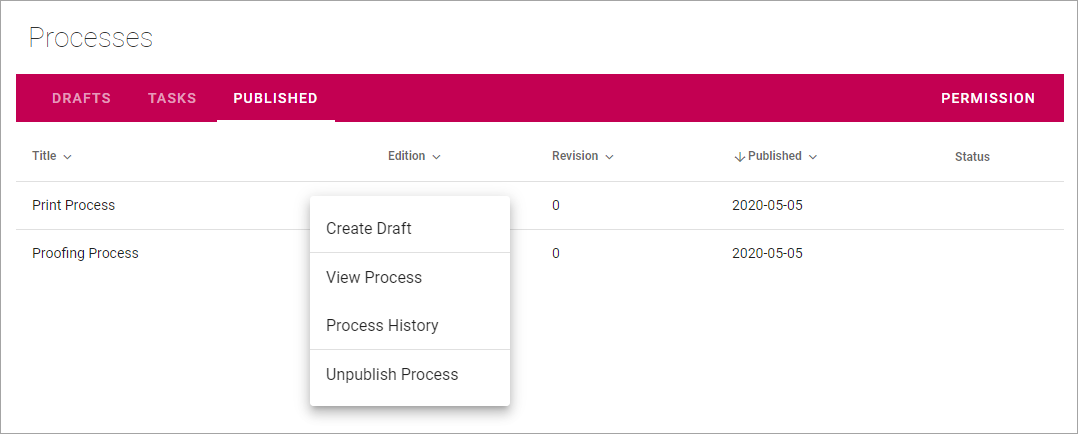 Processes
DRAFTS TASKS PUBLISHED PERMISSION
Title Edition Revision Published Status
Print Process 0 2020-05-05
Create Draft
Proofing Process 0 2020-05-05
View Process
Process History
Unpublish Process